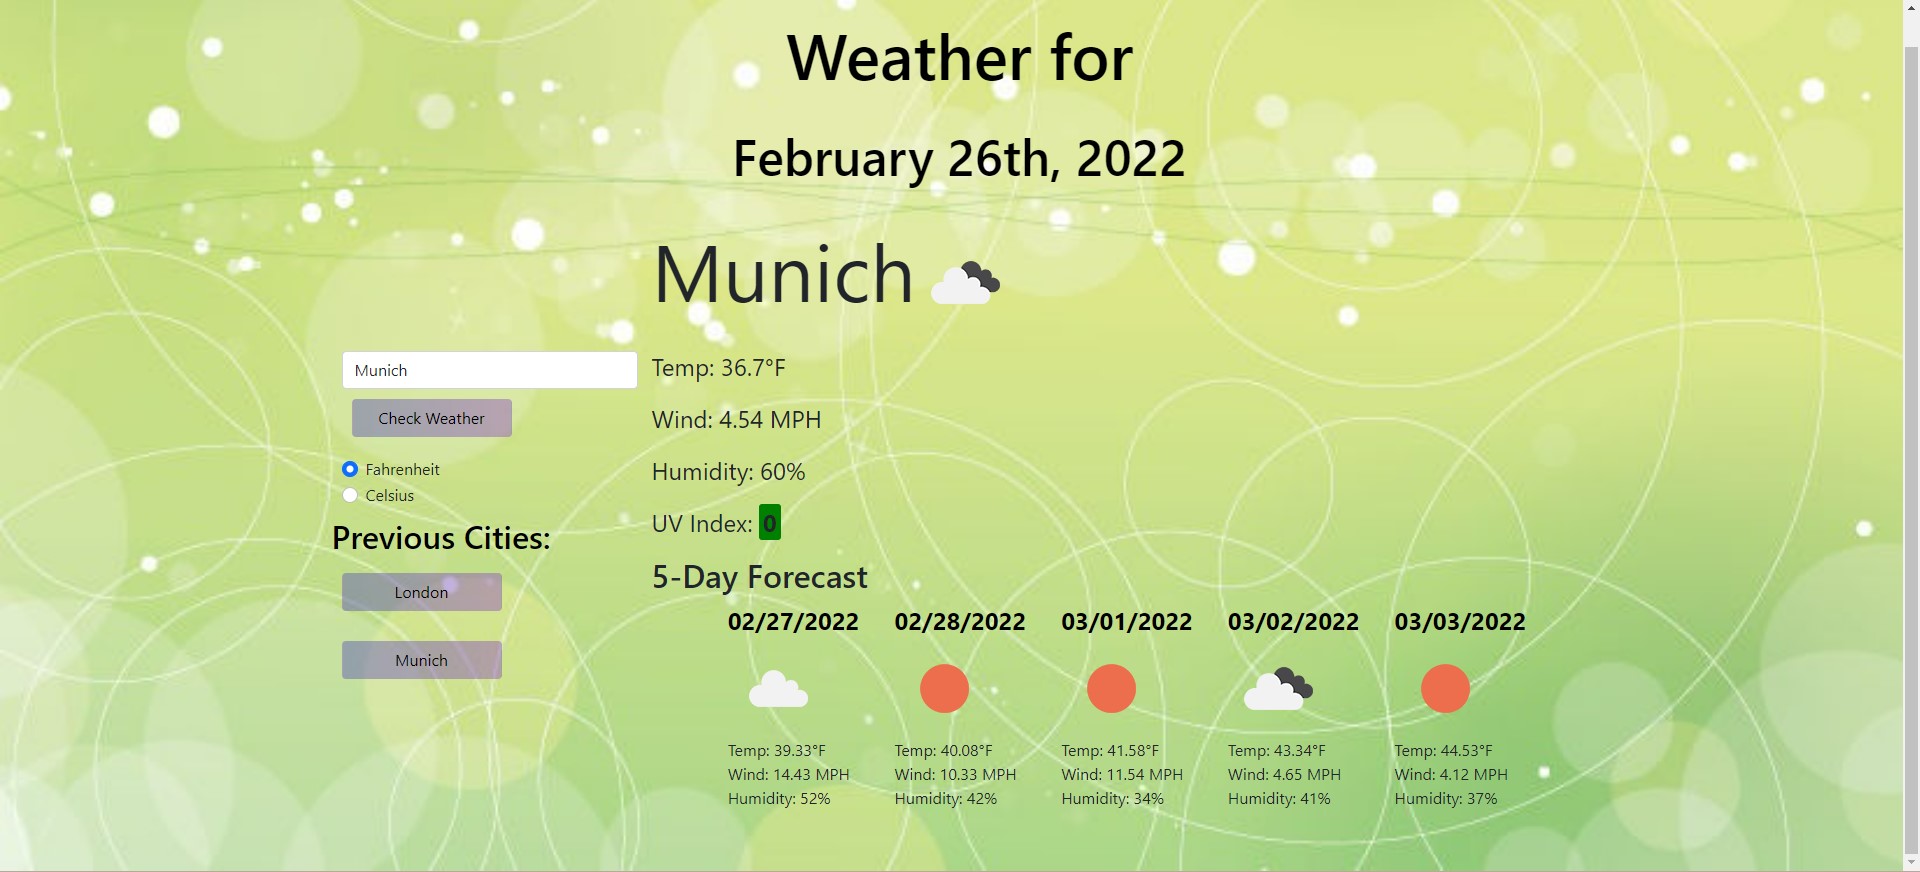 Weather for
February 26th, 2022
Munich
Munich
Check Weather
Fahrenheit
Celsius
Previous Cities:
London
Munich
Temp: 36.7°F
Wind: 4.54 MPH
Humidity: 60%
UV Index: 0
5-Day Forecast
02/27/2022 02/28/2022 03/01/2022 03/02/2022 03/03/2022
Temp: 39.33°F Temp: 40.08°F Temp: 41.58°F Temp: 43.34°F Temp: 44.53°F
Wind: 14.43 MPH Wind: 10.33 MPH Wind: 11.54 MPH Wind: 4.65 MPH Wind: 4.12 MPH
Humidity: 52% Humidity: 42% Humidity: 34% Humidity: 41% Humidity: 37%